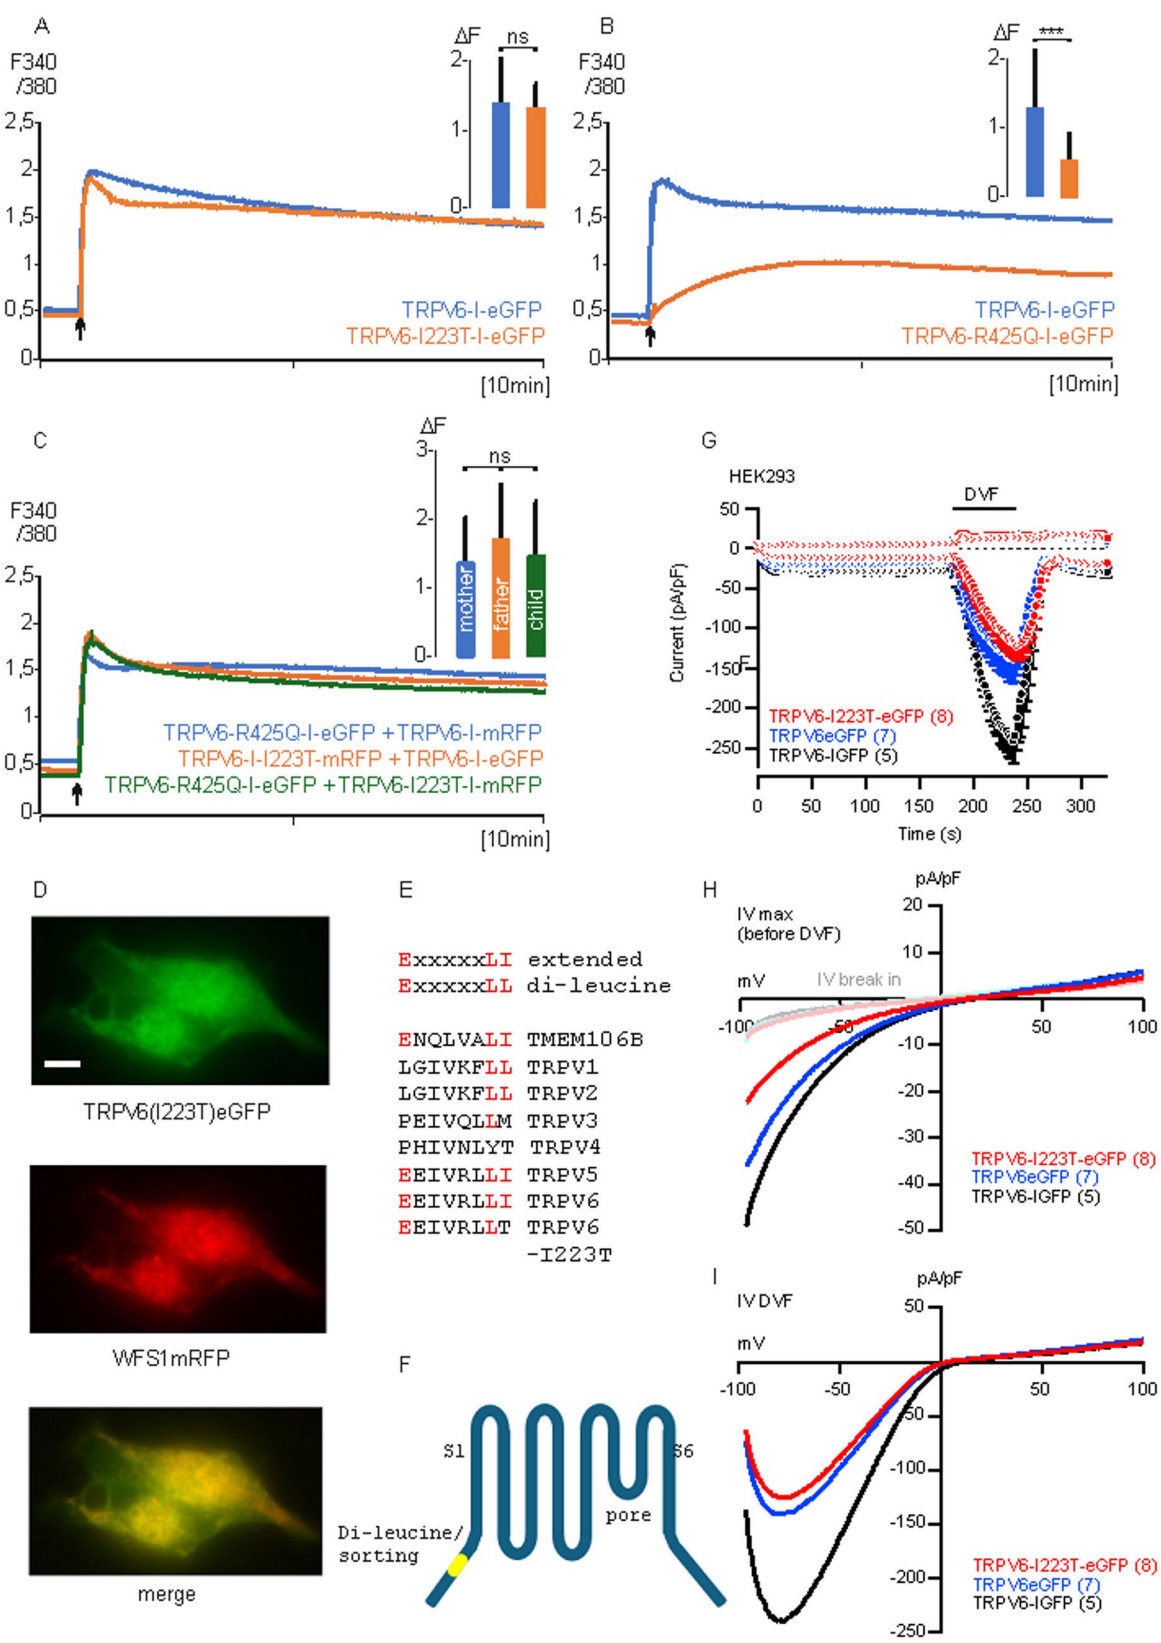 A
F340
/380
ΔF
ns
2-
1-
0-
2,5
2
1,5
1
0,5
0
TRPV6-I-eGFP
TRPV6-I223T-I-eGFP
[10min]
B
F340
/380
ΔF
***
2-
1-
0-
2,5
2
1,5
1
0,5
0
TRPV6-I-eGFP
TRPV6-R425Q-I-eGFP
[10min]
C
F340
/380
ΔF
ns
3-
2-
1-
0-
mother
father
child
2,5
2
1,5
1
0,5
0
TRPV6-R425Q-I-eGFP +TRPV6-I-mRFP
TRPV6-I-I223T-mRFP +TRPV6-I-eGFP
TRPV6-R425Q-I-eGFP +TRPV6-I223T-I-mRFP
[10min]
G
HEK293
DVF
50
0
-50
-100
-150F
-200
-250
Current (pA/pF)
TRPV6-I223T-eGFP (8)
TRPV6eGFP (7)
TRPV6-IGFP (5)
0 50 100 150 200 250 300
Time (s)
D
TRPV6(I223T)eGFP
WFS1mRFP
merge
E
ExxxxxLI extended
ExxxxxLL di-leucine
ENQLVALI TMEM106B
LGIVKFLL TRPV1
LGIVKFLL TRPV2
PEIVQLLM TRPV3
PHIVNLYT TRPV4
EEIVRLLI TRPV5
EEIVRLLI TRPV6
EEIVRLLT TRPV6
-I223T
F
S1
S6
pore
Di-leucine/
sorting
H
pA/pF
IV max
(before DVF)
mV
IV break in
20
10
-10
-20
-30
-40
-50
-100 -50 50 100
TRPV6-I223T-eGFP (8)
TRPV6eGFP (7)
TRPV6-IGFP (5)
I
pA/pF
IV DVF
mV
50
-50
-100
-150
-200
-250
-100 -50 50 100
TRPV6-I223T-eGFP (8)
TRPV6eGFP (7)
TRPV6-IGFP (5)